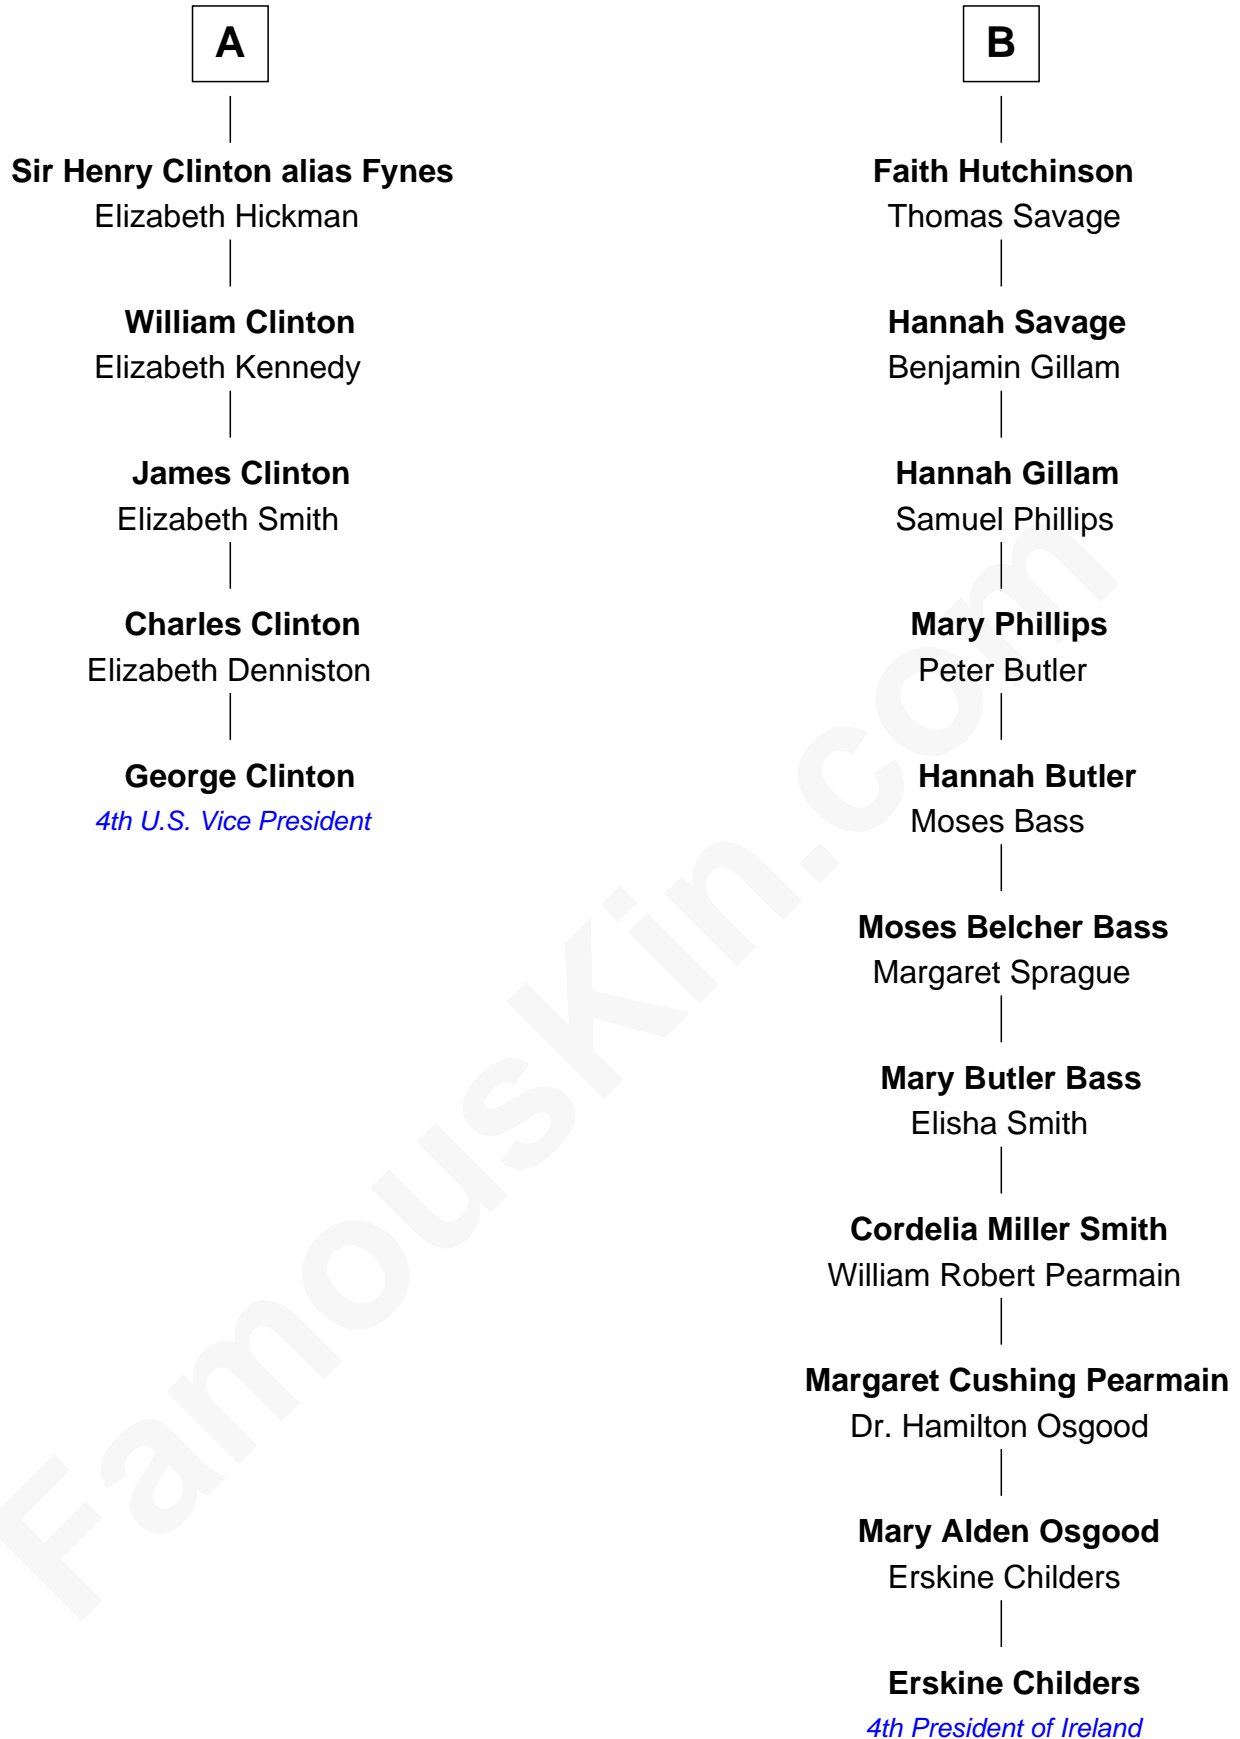 A
Sir Henry Clinton alias Fynes
Elizabeth Hickman
William Clinton
Elizabeth Kennedy
James Clinton
Elizabeth Smith
Charles Clinton
Elizabeth Denniston
George Clinton
4th U.S. Vice President
B
Faith Hutchinson
Thomas Savage
Hannah Savage
Benjamin Gillam
Hannah Gillam
Samuel Phillips
Mary Phillips
Peter Butler
Hannah Butler
Moses Bass
Moses Belcher Bass
Margaret Sprague
Mary Butler Bass
Elisha Smith
Cordelia Miller Smith
William Robert Pearmain
Margaret Cushing Pearmain
Dr. Hamilton Osgood
Mary Alden Osgood
Erskine Childers
Erskine Childers
4th President of Ireland
FamousKin.com